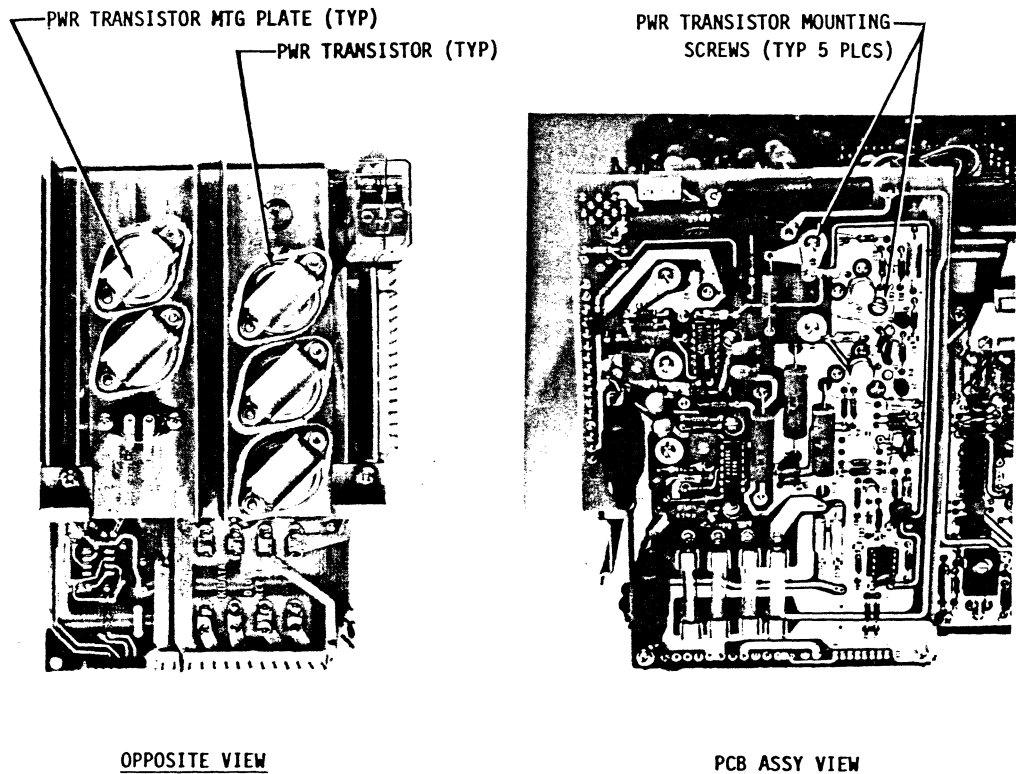 PWR TRANSISTOR MTG PLATE (TYP)
PWR TRANSISTOR (TYP)
PWR TRANSISTOR MOUNTING
SCREWS (TYP 5 PLCS)
OPPOSITE VIEW
PCB ASSY VIEW